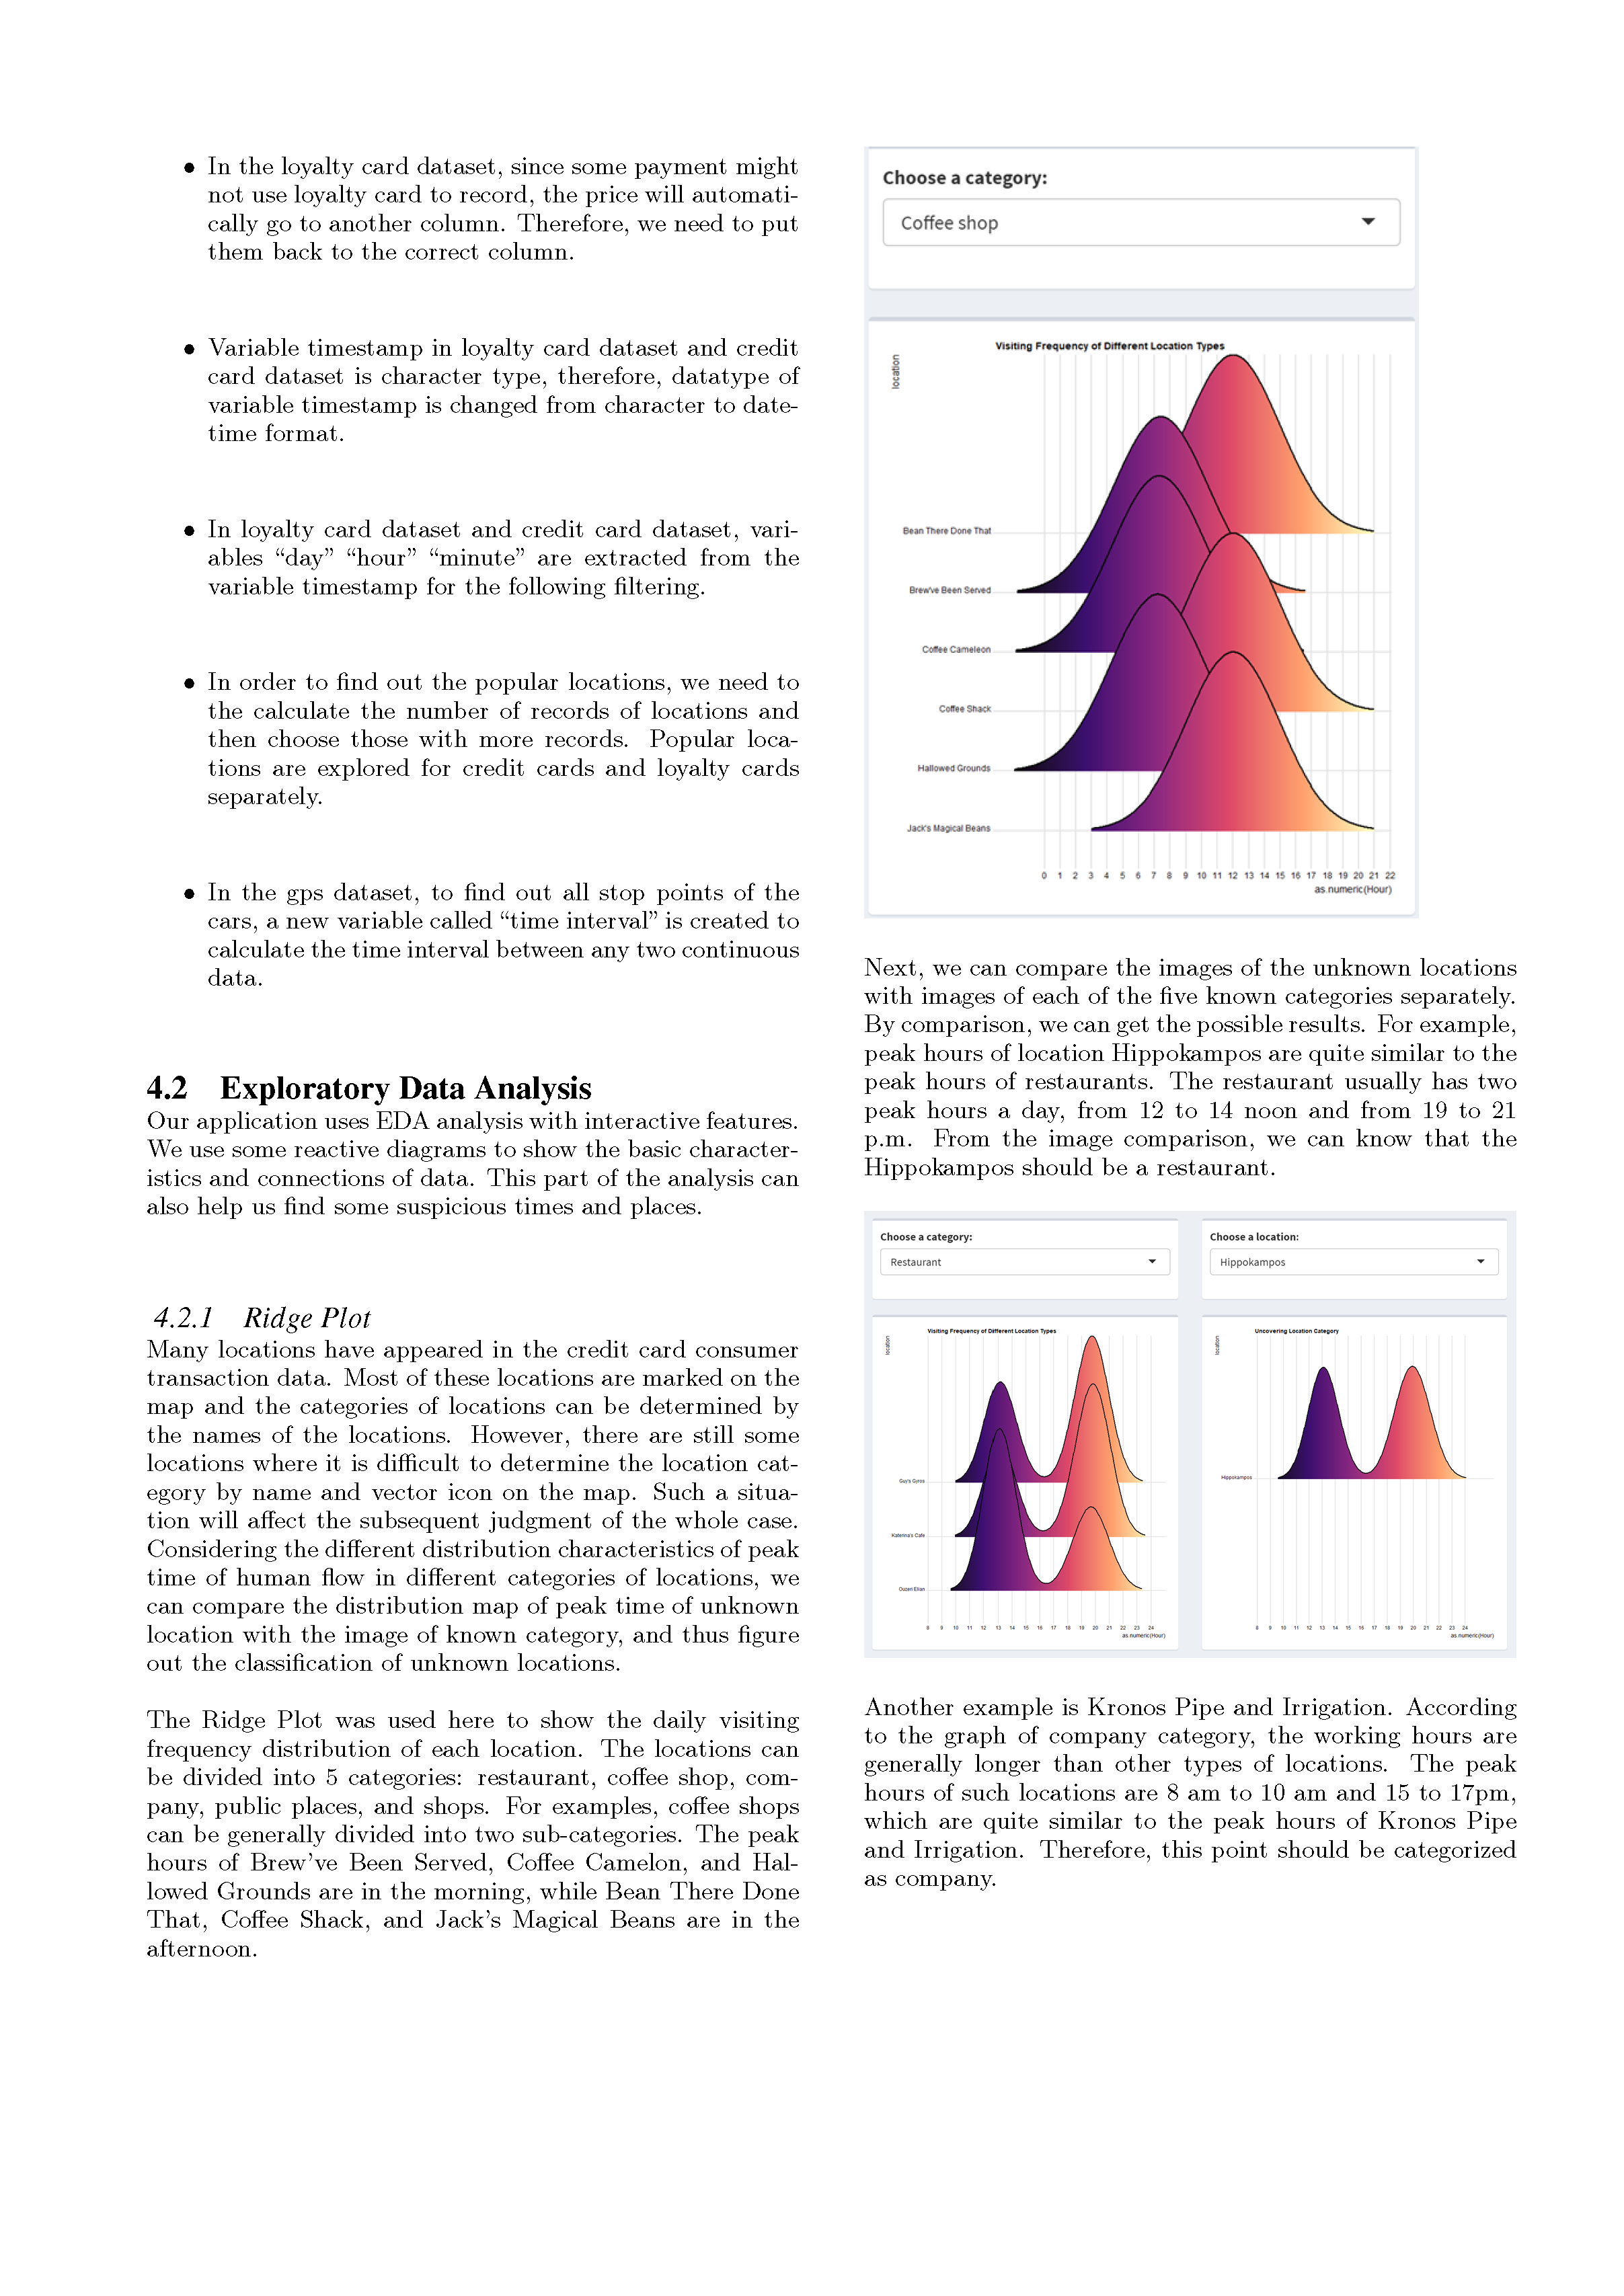 • In the loyalty card dataset, since some payment might
not use loyalty card to record, the price will automati-
cally go to another column. Therefore, we need to put
them back to the correct column.
• Variable timestamp in loyalty card dataset and credit
card dataset is character type, therefore, datatype of
variable timestamp is changed from character to date-
time format.
• In loyalty card dataset and credit card dataset, vari-
ables “day” “hour” “minute” are extracted from the
variable timestamp for the following filtering.
• In order to find out the popular locations, we need to
the calculate the number of records of locations and
then choose those with more records. Popular loca-
tions are explored for credit cards and loyalty cards
separately.
• In the gps dataset, to find out all stop points of the
cars, a new variable called “time interval” is created to
calculate the time interval between any two continuous
data.
4.2 Exploratory Data Analysis
Our application uses EDA analysis with interactive features.
We use some reactive diagrams to show the basic character-
istics and connections of data. This part of the analysis can
also help us find some suspicious times and places.
4.2.1 Ridge Plot
Many locations have appeared in the credit card consumer
transaction data. Most of these locations are marked on the
map and the categories of locations can be determined by
the names of the locations. However, there are still some
locations where it is difficult to determine the location cat-
egory by name and vector icon on the map. Such a situa-
tion will affect the subsequent judgment of the whole case.
Considering the different distribution characteristics of peak
time of human flow in different categories of locations, we
can compare the distribution map of peak time of unknown
location with the image of known category, and thus figure
out the classification of unknown locations.
The Ridge Plot was used here to show the daily visiting
frequency distribution of each location. The locations can
be divided into 5 categories: restaurant, coffee shop, com-
pany, public places, and shops. For examples, coffee shops
can be generally divided into two sub-categories. The peak
hours of Brew’ve Been Served, Coffee Camelon, and Hal-
lowed Grounds are in the morning, while Bean There Done
That, Coffee Shack, and Jack’s Magical Beans are in the
afternoon.
Choose a category:
Coffee shop
Visiting Frequency of Different Location Types
location
Bean There Done That
Brew've Been Served
Coffee Cameleon
Coffee Shack
Hallowed Grounds
Jack's Magical Beans
0 1 2 3 4 5 6 7 8 9 10 11 12 13 14 15 16 17 18 19 20 21 22
as.numeric(Hour)
Next, we can compare the images of the unknown locations
with images of each of the five known categories separately.
By comparison, we can get the possible results. For example,
peak hours of location Hippokampos are quite similar to the
peak hours of restaurants. The restaurant usually has two
peak hours a day, from 12 to 14 noon and from 19 to 21
p.m. From the image comparison, we can know that the
Hippokampos should be a restaurant.
Choose a category:
Restaurant
Visiting Frequency of Different Location Types
location
Guy's Gyros
Katerina's Cafe
Ouzeri Elian
8 9 10 11 12 13 14 15 16 17 18 19 20 21 22 23 24
as.numeric(Hour)
Choose a location:
Hippokampos
Uncovering Location Category
location
Hippokampos
8 9 10 11 12 13 14 15 16 17 18 19 20 21 22 23 24
as.numeric(Hour)
Another example is Kronos Pipe and Irrigation. According
to the graph of company category, the working hours are
generally longer than other types of locations. The peak
hours of such locations are 8 am to 10 am and 15 to 17pm,
which are quite similar to the peak hours of Kronos Pipe
and Irrigation. Therefore, this point should be categorized
as company.